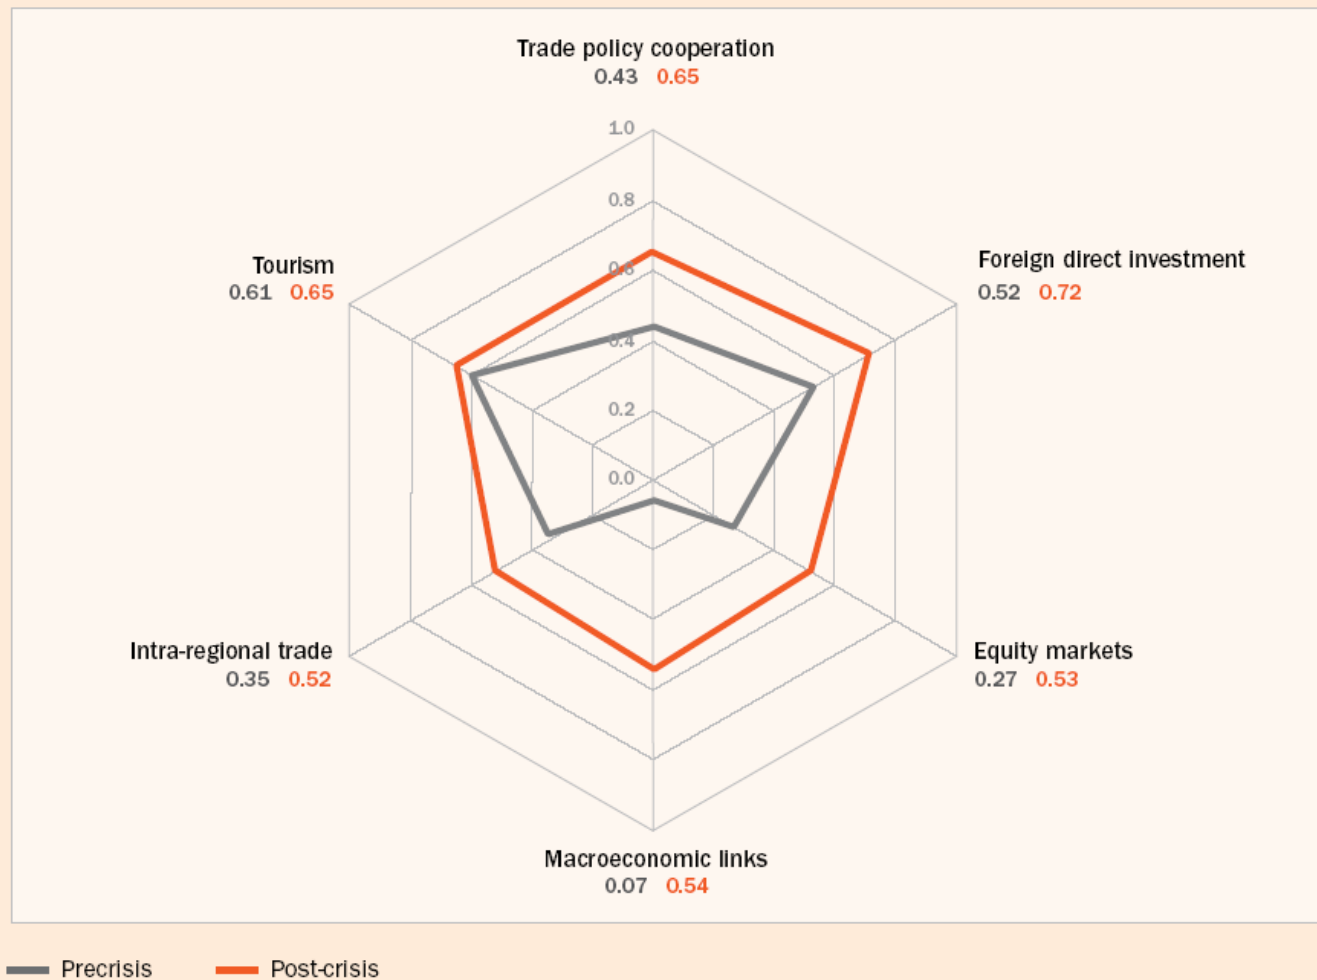 Trade policy cooperation
0.43 0.65
1.0
0.8
Foreign direct investment
0.52 0.72
Tourism
0.61 0.65
0.6
0.4
0.2
0.0
Intra-regional trade
0.35 0.52
Equity markets
0.27 0.53
Macroeconomic links
0.07 0.54
Precrisis Post-crisis